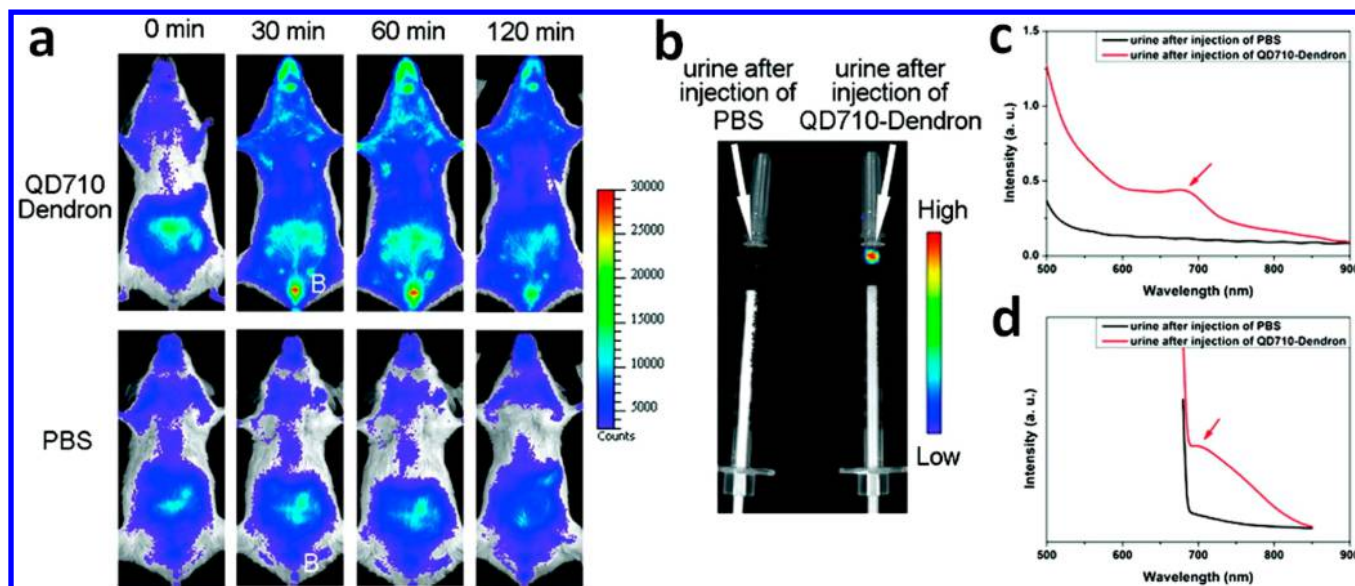 a
0 min 30 min 60 min 120 min
QD710
Dendron
B
PBS
B
30000
25000
20000
15000
10000
5000
Counts
b
urine after
injection of
PBS
urine after
injection of
QD710-Dendron
High
Low
c
urine after injection of PBS
urine after injection of QD710-Dendron
Intensity (a. u.)
1.5
1.0
0.5
0.0
500 600 700 800 900
Wavelength (nm)
d
urine after injection of PBS
urine after injection of QD710-Dendron
Intensity (a. u.)
500 600 700 800 900
Wavelength (nm)